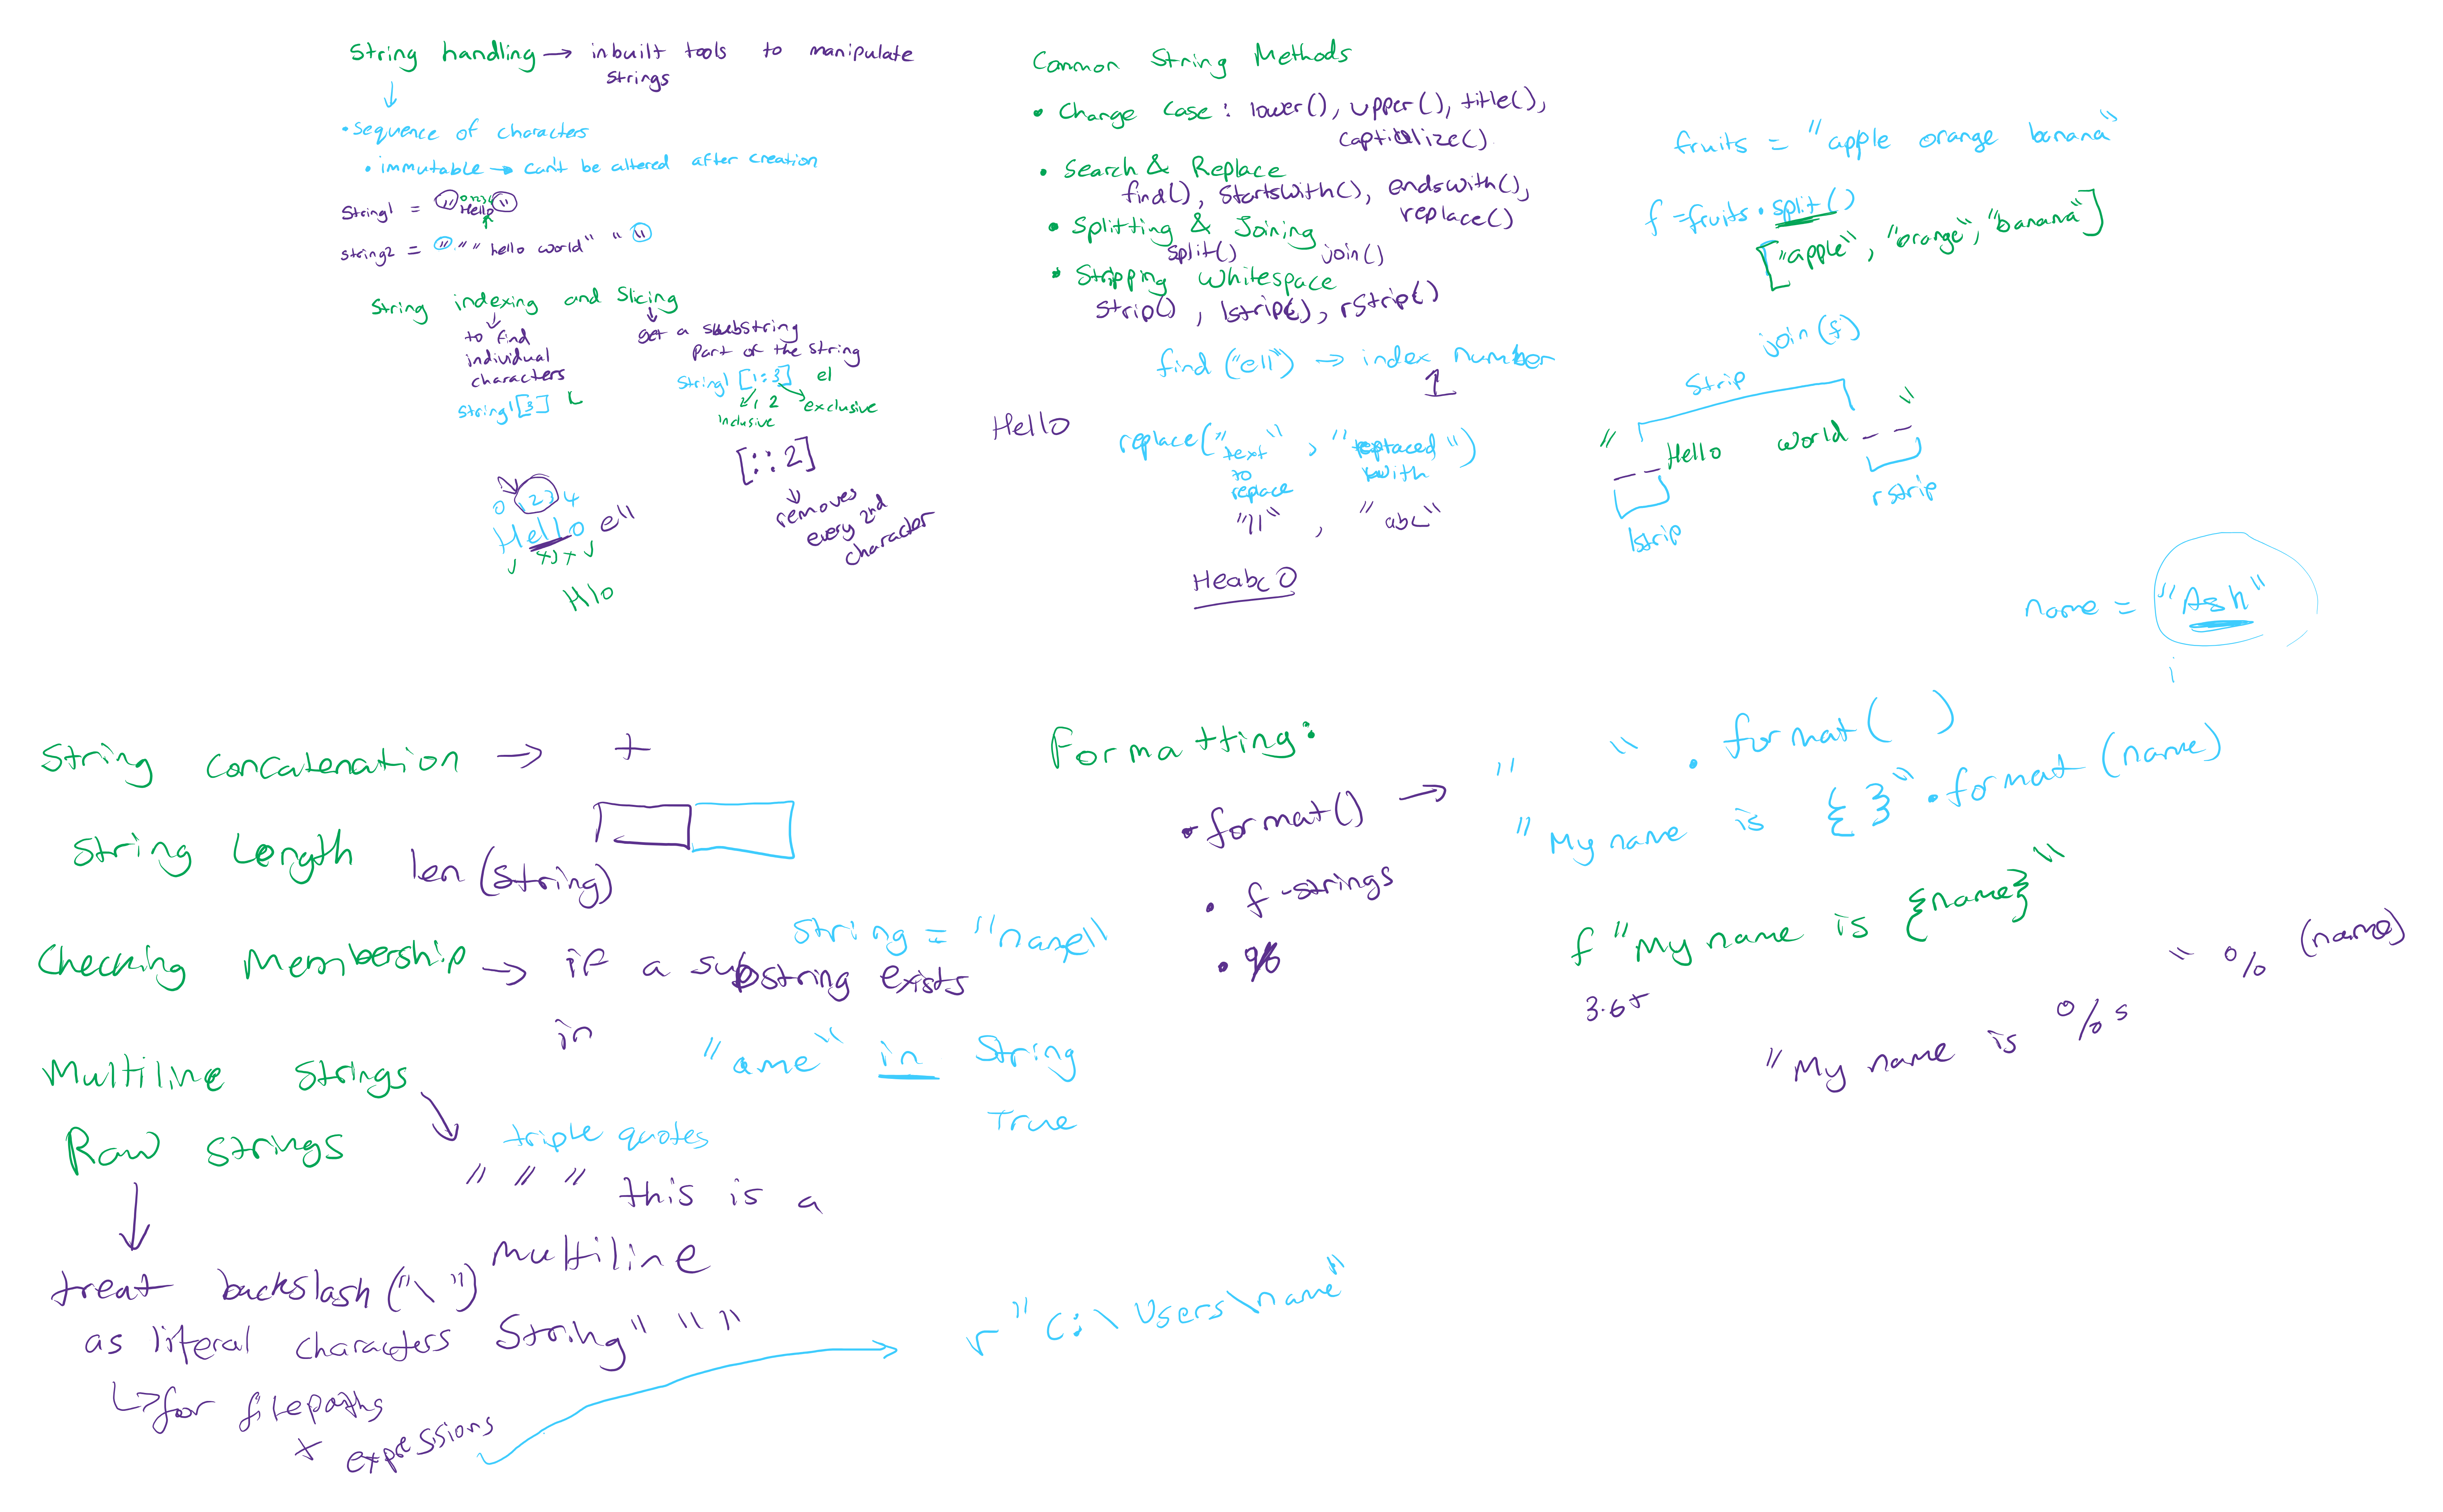 String handling → inbuilt tools to manipulate
strings
• sequence of characters
• immutable → can't be altered after creation
String1 = "Hello"
string2 = """hello world"""
String indexing and Slicing
to find
individual
characters
String1[3] L
get a substring
part of the string
String1[1:3] el
1, 2
inclusive
exclusive
[::2]
removes
every 2nd
character
0 1 2 3 4
Hello ell
Hlo
Common String Methods
• Change Case: lower(), upper(), title(),
captialize()
• Search & Replace
find(), startswith(), endswith(),
replace()
• Splitting & Joining
split() join()
• Stripping Whitespace
strip(), lstrip(), rstrip()
find("ell") → index number
1
Hello
replace("text", "replaced")
to
replace
with
"ll", "abc"
HeabcO
fruits = "apple orange banana"
f = fruits.split()
["apple", "orange", "banana"]
join(f)
Strip
"_ _ Hello world _ _"
lstrip
rstrip
name = "Ash"
String concatenation → +
String Length len(string)
Checking Membership → if a substring exists
in
string = "name"
"ame" in String
True
Multiline strings
triple quotes
""" this is a
multiline
String"""
Raw strings
treat backslash("\")
as literal characters
↳ for filepaths
+ expressions
r"C:\Users\name"
Formatting:
• format() → " ".format( )
"My name is {}".format(name)
• f-strings
f"My name is {name}"
3.6+
• %
"My name is %s" % (name)